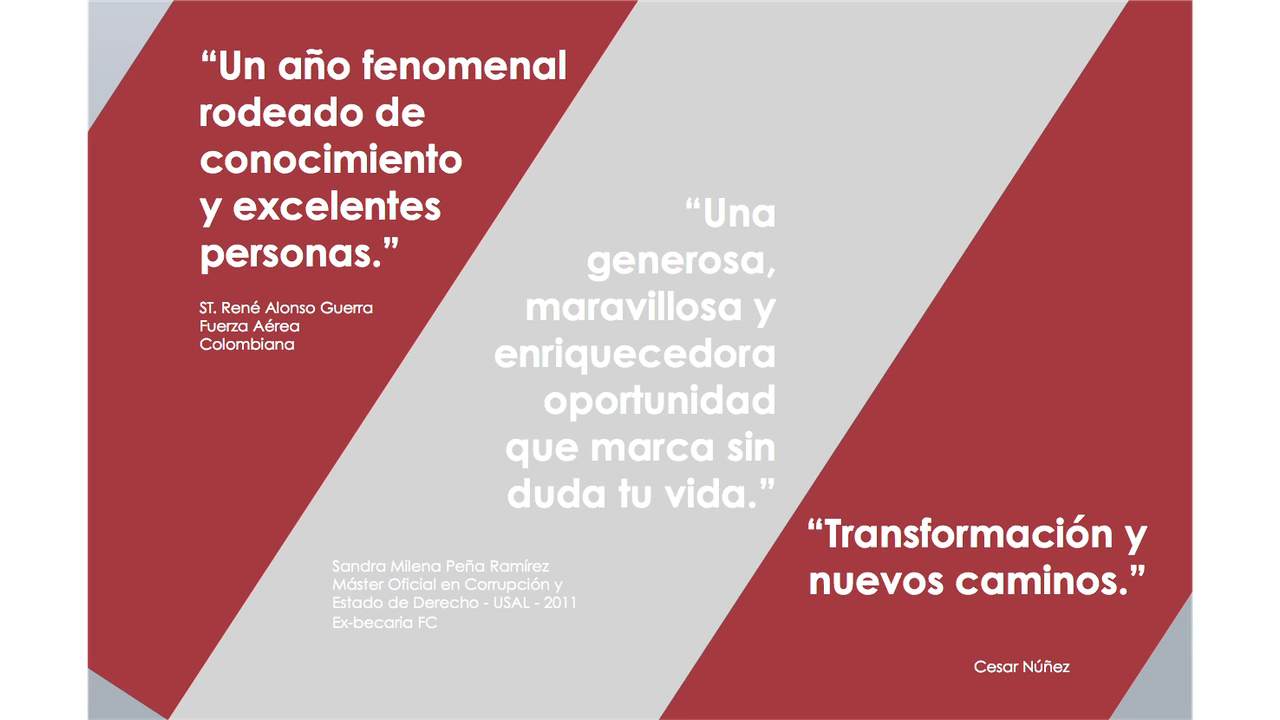 “Un año fenomenal
rodeado de
conocimiento
y excelentes
personas.”
ST. René Alonso Guerra
Fuerza Aérea
Colombiana
“Una
generosa,
maravillosa y
enriquecedora
oportunidad
que marca sin
duda tu vida.”
Sandra Milena Peña Ramírez
Máster Oficial en Corrupción y
Estado de Derecho - USAL - 2011
Ex-becaria FC
“Transformación y
nuevos caminos.”
Cesar Núñez